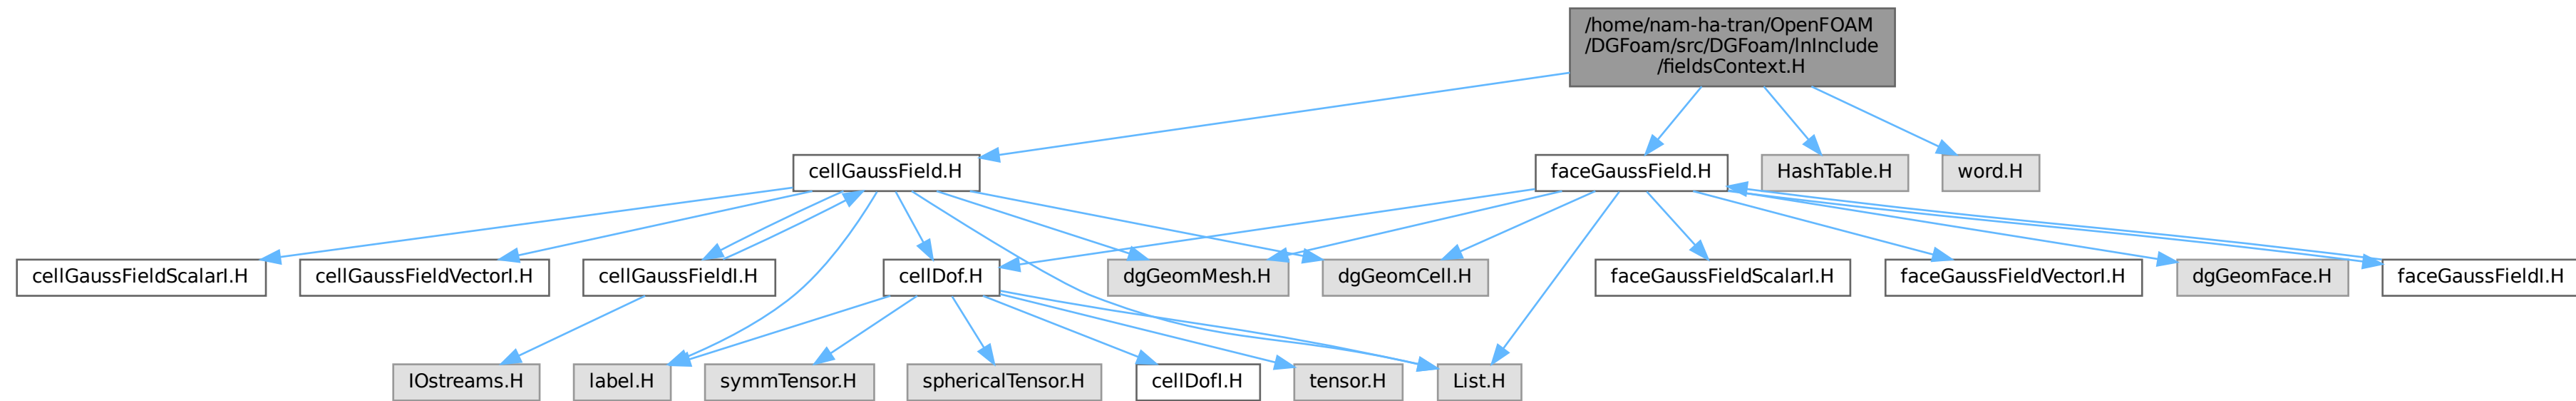 /home/nam-ha-tran/OpenFOAM
/DGFoam/src/DGFoam/lnInclude
/fieldsContext.H
cellGaussField.H
faceGaussField.H
HashTable.H
word.H
cellGaussFieldScalarI.H
cellGaussFieldVectorI.H
cellGaussFieldI.H
cellDof.H
dgGeomMesh.H
dgGeomCell.H
faceGaussFieldScalarI.H
faceGaussFieldVectorI.H
dgGeomFace.H
faceGaussFieldI.H
IOstreams.H
label.H
symmTensor.H
sphericalTensor.H
cellDofI.H
tensor.H
List.H